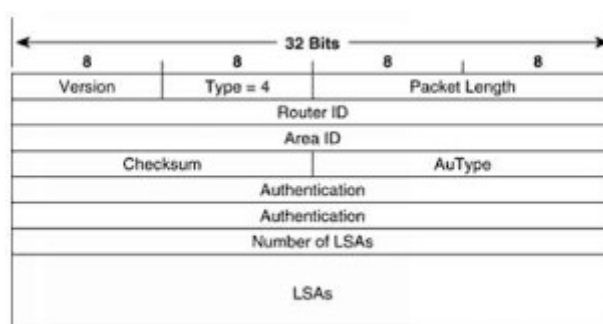 32 Bits
8 8 8 8
Version Type = 4 Packet Length
Router ID
Area ID
Checksum AuType
Authentication
Authentication
Number of LSAs
LSAs